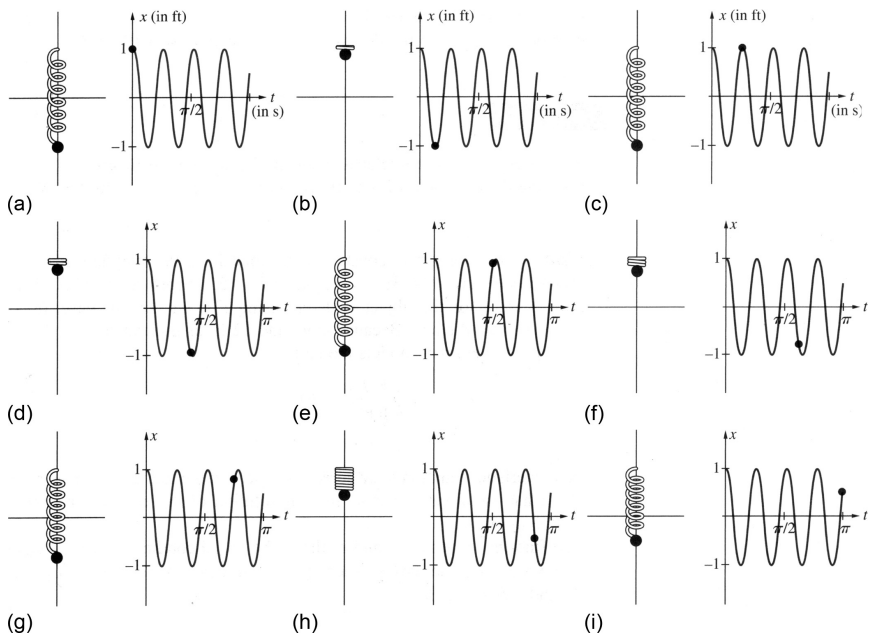 x (in ft)
1
π/2
t
(in s)
−1
(a)
x (in ft)
1
π/2
t
(in s)
−1
(b)
x (in ft)
1
π/2
t
(in s)
−1
(c)
x
1
π/2
π
t
−1
(d)
x
1
π/2
π
t
−1
(e)
x
1
π/2
π
t
−1
(f)
x
1
π/2
π
t
−1
(g)
x
1
π/2
π
t
−1
(h)
x
1
π/2
π
t
−1
(i)